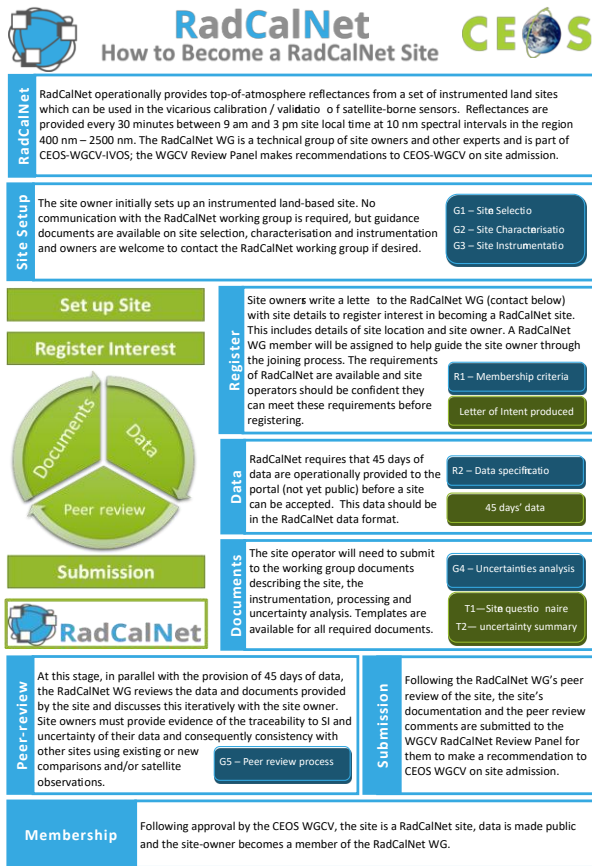 RadCalNet
How to Become a RadCalNet Site
CE S
RadCalNet
RadCalNet operationally provides top-of-atmosphere reflectances from a set of instrumented land sites
which can be used in the vicarious calibration / validatio o of satellite-borne sensors. Reflectances are
provided every 30 minutes between 9 am and 3 pm site local time at 10 nm spectral intervals in the region
400 nm – 2500 nm. The RadCalNet WG is a technical group of site owners and other experts and is part of
CEOS-WGCV-IVOS; the WGCV Review Panel makes recommendations to CEOS-WGCV on site admission.
Site Setup
The site owner initially sets up an instrumented land-based site. No
communication with the RadCalNet working group is required, but guidance
documents are available on site selection, characterisation and instrumentation
and owners are welcome to contact the RadCalNet working group if desired.
G1 – Site Selectio
G2 – Site Characterisatio
G3 – Site Instrumentatio
Set up Site
Register Interest
Documents
Data
Peer review
Submission
RadCalNet
Register
Site owners write a lette to the RadCalNet WG (contact below)
with site details to register interest in becoming a RadCalNet site.
This includes details of site location and site owner. A RadCalNet
WG member will be assigned to help guide the site owner through
the joining process. The requirements
of RadCalNet are available and site
operators should be confident they
can meet these requirements before
registering.
R1 – Membership criteria
Letter of Intent produced
Data
RadCalNet requires that 45 days of
data are operationally provided to the
portal (not yet public) before a site
can be accepted. This data should be
in the RadCalNet data format.
R2 – Data specificatio
45 days' data
Documents
The site operator will need to submit
to the working group documents
describing the site, the
instrumentation, processing and
uncertainty analysis. Templates are
available for all required documents.
G4 – Uncertainties analysis
T1—Site questio naire
T2— uncertainty summary
Peer-review
At this stage, in parallel with the provision of 45 days of data,
the RadCalNet WG reviews the data and documents provided
by the site and discusses this iteratively with the site owner.
Site owners must provide evidence of the traceability to SI and
uncertainty of their data and consequently consistency with
other sites using existing or new
comparisons and/or satellite
observations.
G5 – Peer review process
Submission
Following the RadCalNet WG's peer
review of the site, the site's
documentation and the peer review
comments are submitted to the
WGCV RadCalNet Review Panel for
them to make a recommendation to
CEOS WGCV on site admission.
Membership
Following approval by the CEOS WGCV, the site is a RadCalNet site, data is made public
and the site-owner becomes a member of the RadCalNet WG.